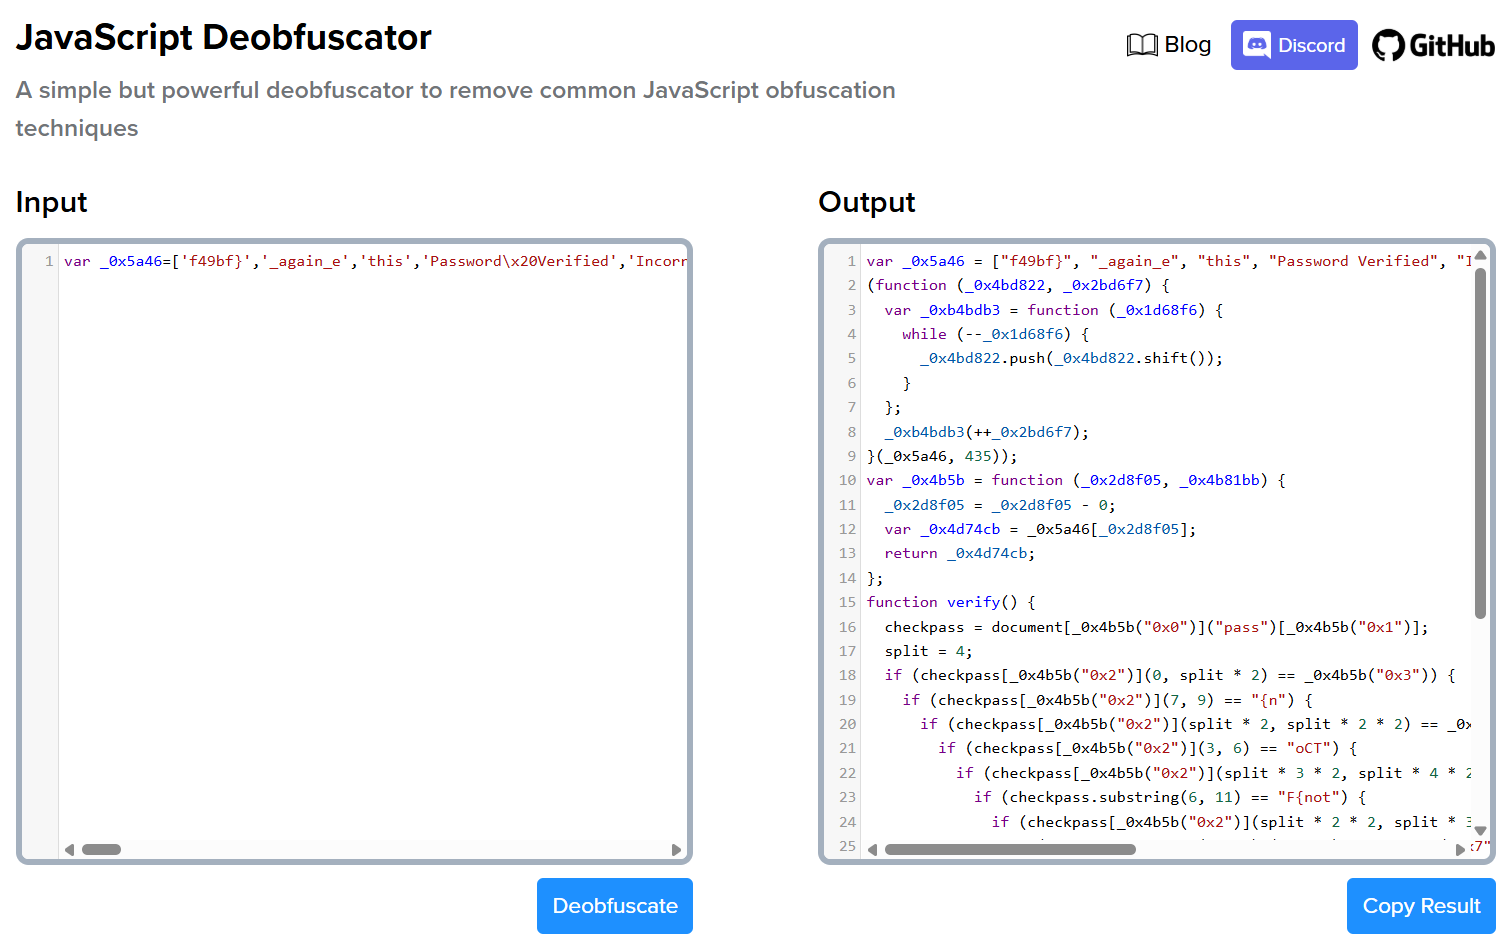 JavaScript Deobfuscator
Blog
Discord
GitHub
A simple but powerful deobfuscator to remove common JavaScript obfuscation
techniques
Input
1 var _0x5a46=['f49bf}','_again_e','this','Password\x20Verified','Incorr
Deobfuscate
Output
1 var _0x5a46 = ["f49bf}", "_again_e", "this", "Password Verified", "I
2 (function (_0x4bd822, _0x2bd6f7) {
3   var _0xb4bdb3 = function (_0x1d68f6) {
4     while (--_0x1d68f6) {
5       _0x4bd822.push(_0x4bd822.shift());
6     }
7   };
8   _0xb4bdb3(++_0x2bd6f7);
9 }(_0x5a46, 435));
10 var _0x4b5b = function (_0x2d8f05, _0x4b81bb) {
11   _0x2d8f05 = _0x2d8f05 - 0;
12   var _0x4d74cb = _0x5a46[_0x2d8f05];
13   return _0x4d74cb;
14 };
15 function verify() {
16   checkpass = document[_0x4b5b("0x0")]("pass")[_0x4b5b("0x1")];
17   split = 4;
18   if (checkpass[_0x4b5b("0x2")](0, split * 2) == _0x4b5b("0x3")) {
19     if (checkpass[_0x4b5b("0x2")](7, 9) == "{n") {
20       if (checkpass[_0x4b5b("0x2")](split * 2, split * 2 * 2) == _0x
21         if (checkpass[_0x4b5b("0x2")](3, 6) == "oCT") {
22           if (checkpass[_0x4b5b("0x2")](split * 3 * 2, split * 4 * 2
23             if (checkpass.substring(6, 11) == "F{not") {
24               if (checkpass[_0x4b5b("0x2")](split * 2 * 2, split * 3
25
Copy Result